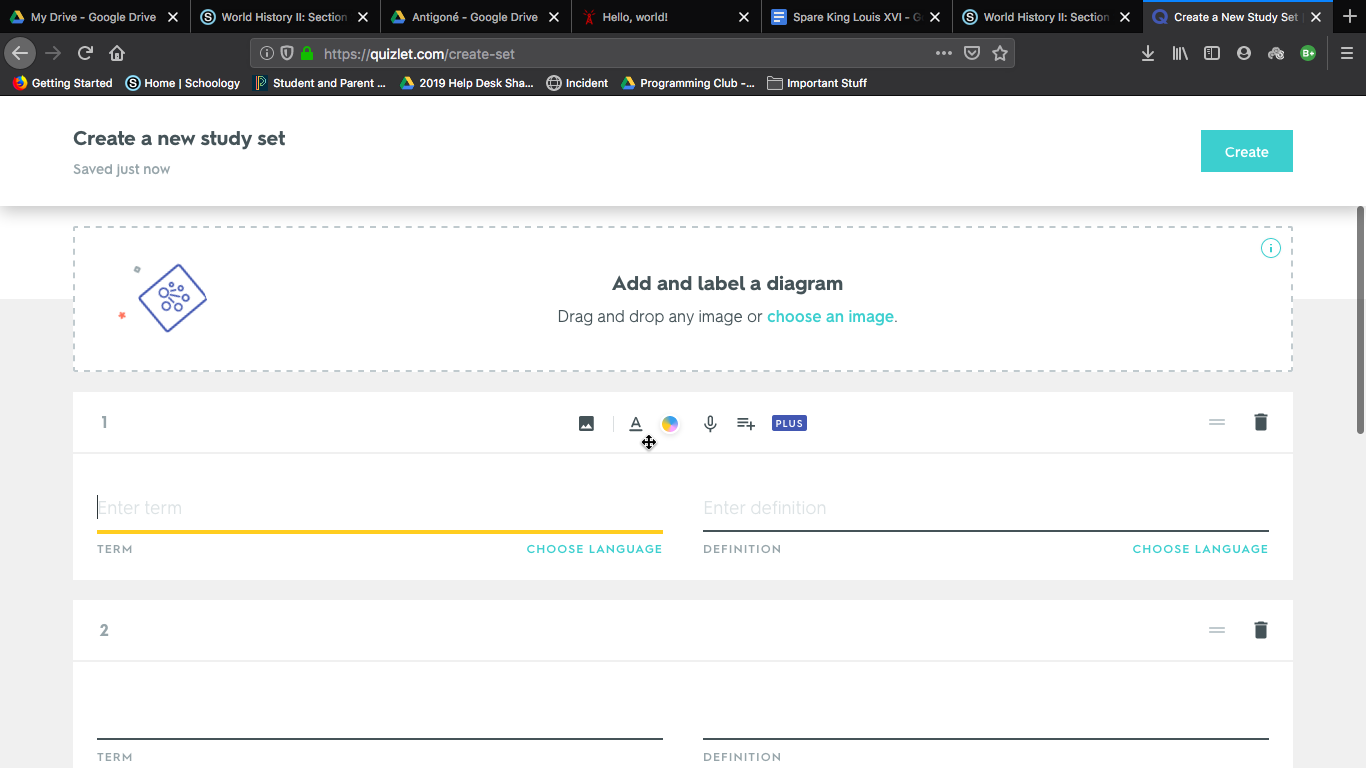 My Drive - Google Drive
World History II: Section
Antigoné - Google Drive
Hello, world!
Spare King Louis XVI - G
World History II: Section
Create a New Study Set
https://quizlet.com/create-set
Getting Started
Home | Schoology
Student and Parent ...
2019 Help Desk Sha...
Incident
Programming Club -...
Important Stuff
Create a new study set
Saved just now
Create
Add and label a diagram
Drag and drop any image or choose an image.
1
PLUS
Enter term
Enter definition
TERM
CHOOSE LANGUAGE
DEFINITION
CHOOSE LANGUAGE
2
TERM
DEFINITION